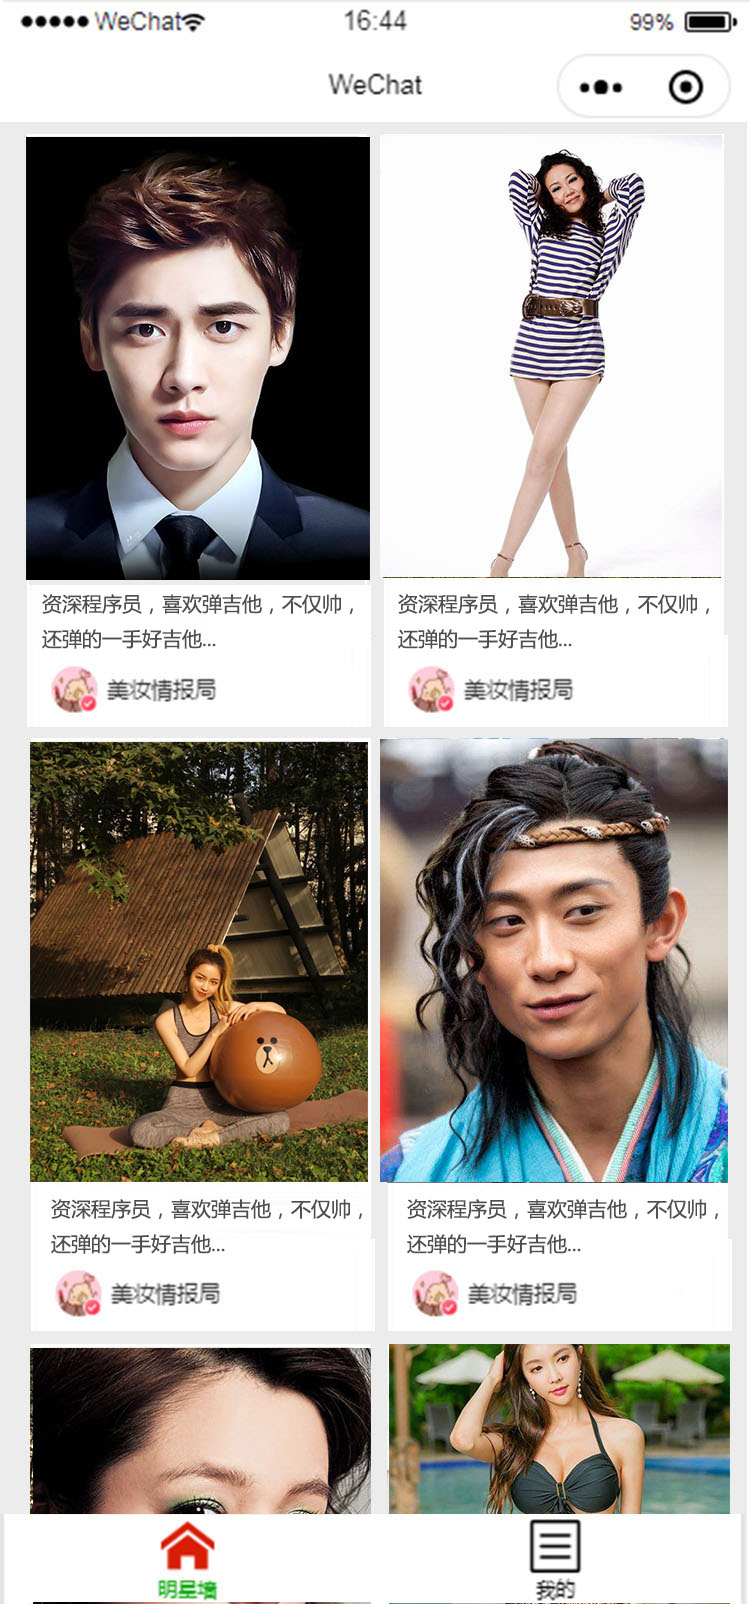 WeChat 16:44 99%
WeChat
资深程序员，喜欢弹吉他，不仅帅，
还弹的一手好吉他...
美妆情报局
资深程序员，喜欢弹吉他，不仅帅，
还弹的一手好吉他...
美妆情报局
资深程序员，喜欢弹吉他，不仅帅，
还弹的一手好吉他...
美妆情报局
资深程序员，喜欢弹吉他，不仅帅，
还弹的一手好吉他...
美妆情报局
明星墙
我的